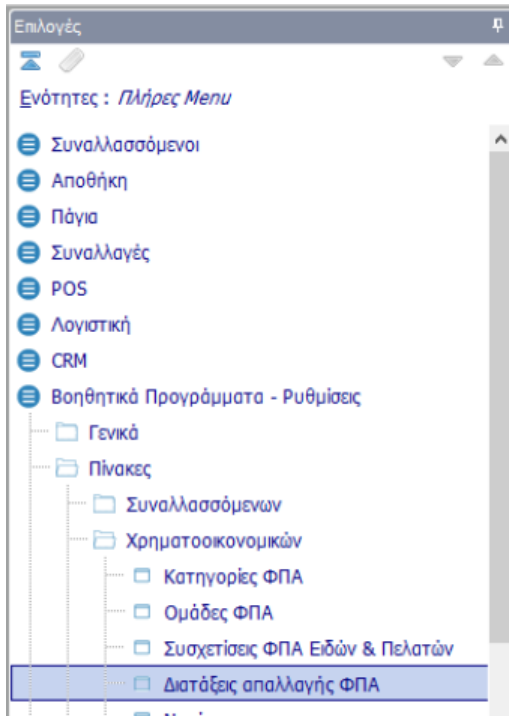 Επιλογές
Ενότητες : Πλήρες Menu
Συναλλασσόμενοι
Αποθήκη
Πάγια
Συναλλαγές
POS
Λογιστική
CRM
Βοηθητικά Προγράμματα - Ρυθμίσεις
Γενικά
Πίνακες
Συναλλασσόμενων
Χρηματοοικονομικών
Κατηγορίες ΦΠΑ
Ομάδες ΦΠΑ
Συσχετίσεις ΦΠΑ Ειδών & Πελατών
Διατάξεις απαλλαγής ΦΠΑ